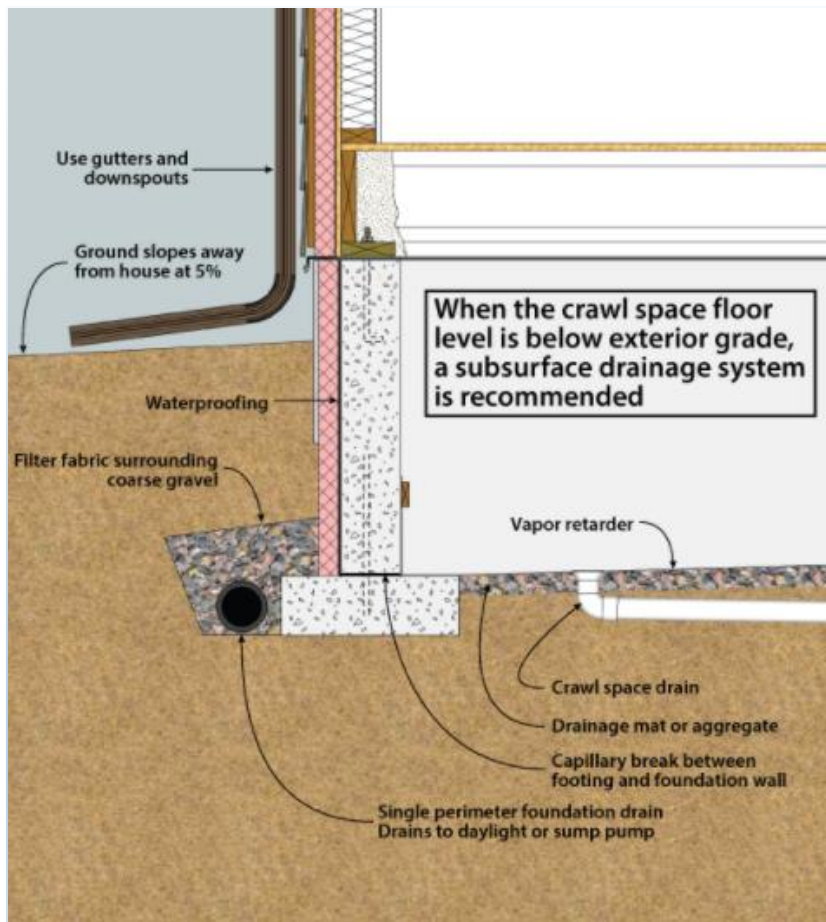 Use gutters and
downspouts
Ground slopes away
from house at 5%
When the crawl space floor
level is below exterior grade,
a subsurface drainage system
is recommended
Waterproofing
Filter fabric surrounding
coarse gravel
Vapor retarder
Crawl space drain
Drainage mat or aggregate
Capillary break between
footing and foundation wall
Single perimeter foundation drain
Drains to daylight or sump pump